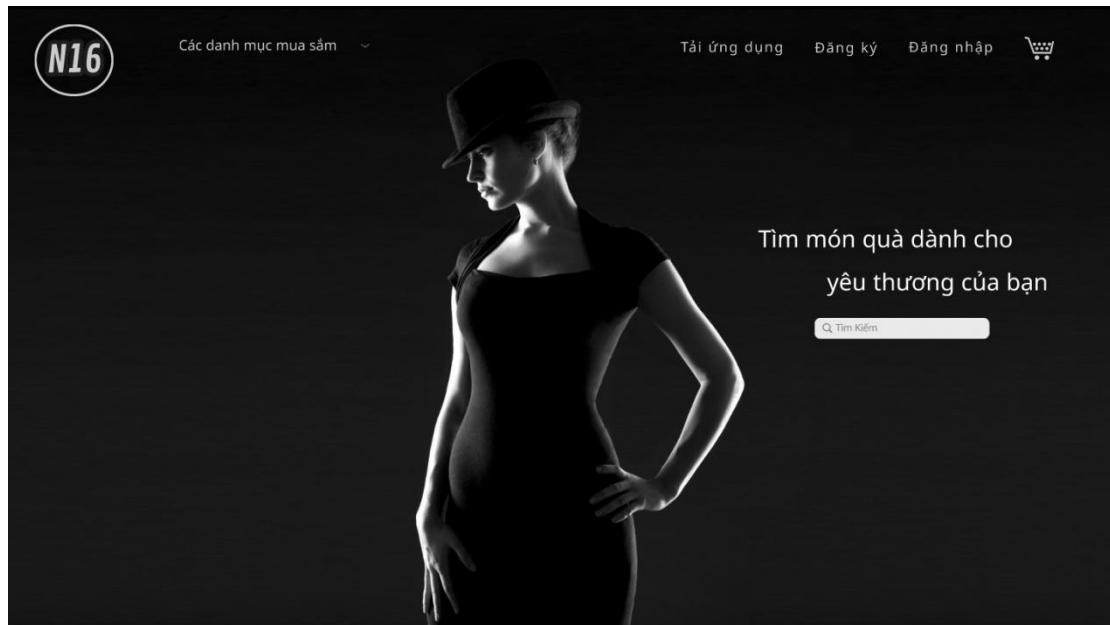 N16
Các danh mục mua sắm
Tải ứng dụng
Đăng ký
Đăng nhập
Tìm món quà dành cho
yêu thương của bạn
Tìm Kiếm